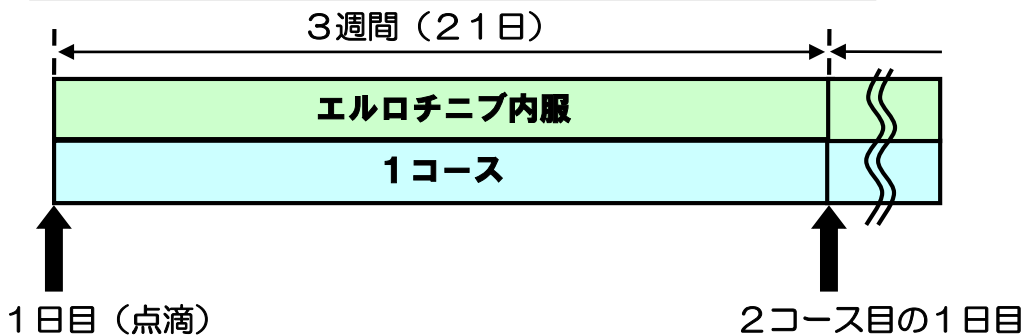 ３週間（２１日）
エルロチニブ内服
１コース
１日目（点滴）
２コース目の１日目